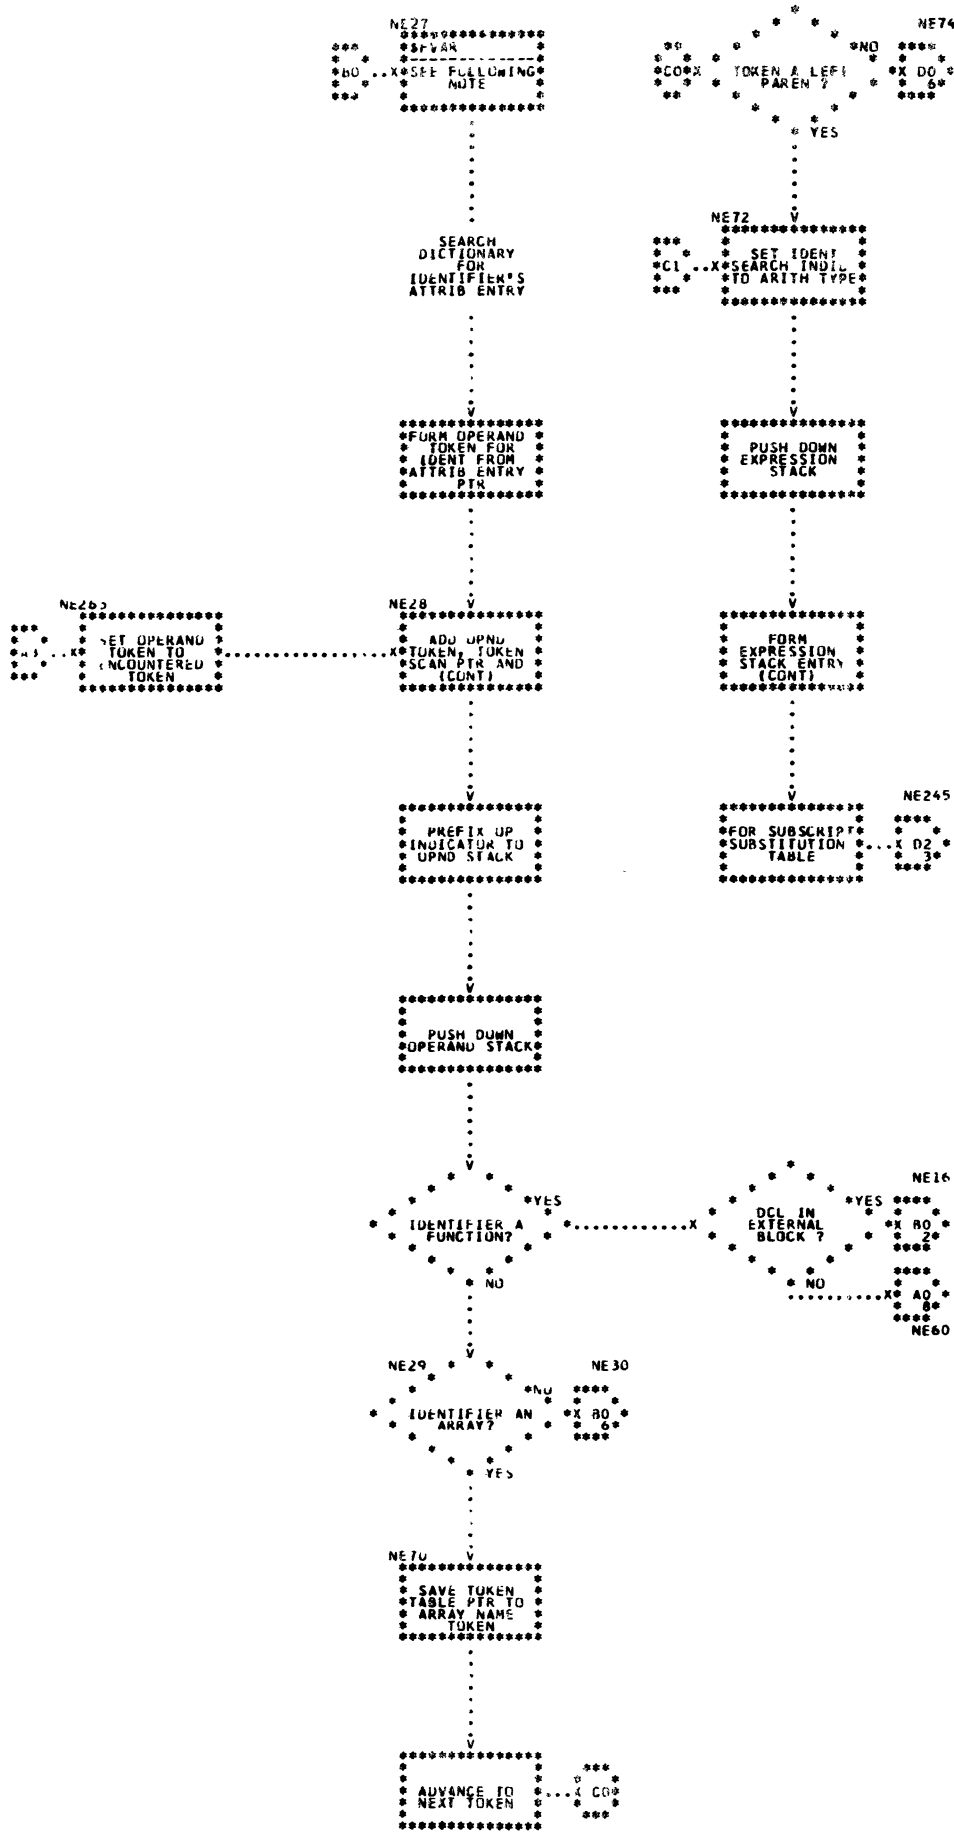 NE27
B0 ..X
SEE FOLLOWING
NOTE
SEARCH
DICTIONARY
FOR
IDENTIFIER'S
ATTRIB ENTRY
FORM OPERAND
TOKEN FOR
IDENT FROM
ATTRIB ENTRY
PTR
SET OPERAND
TOKEN TO
ENCOUNTERED
TOKEN
NE28
ADD OPND
TOKEN, TOKEN
SCAN PTR AND
(CONT)
PREFIX OP
INDICATOR TO
OPND STACK
PUSH DOWN
OPERAND STACK
IDENTIFIER A
FUNCTION?
YES
NO
DCL IN
EXTERNAL
BLOCK ?
YES
NE16
X B0
2
NO
X A0
8
NE60
NE29
IDENTIFIER AN
ARRAY?
NO
NE30
X B0
6
YES
NE70
SAVE TOKEN
TABLE PTR TO
ARRAY NAME
TOKEN
ADVANCE TO
NEXT TOKEN
X C0
C0 X
TOKEN A LEFT
PAREN ?
NO
NE74
X D0
6
YES
NE72
C1 ..X
SET IDENT
SEARCH INDIC
TO ARITH TYPE
PUSH DOWN
EXPRESSION
STACK
FORM
EXPRESSION
STACK ENTRY
(CONT)
FOR SUBSCRIPT
SUBSTITUTION
TABLE
NE245
X D2
3